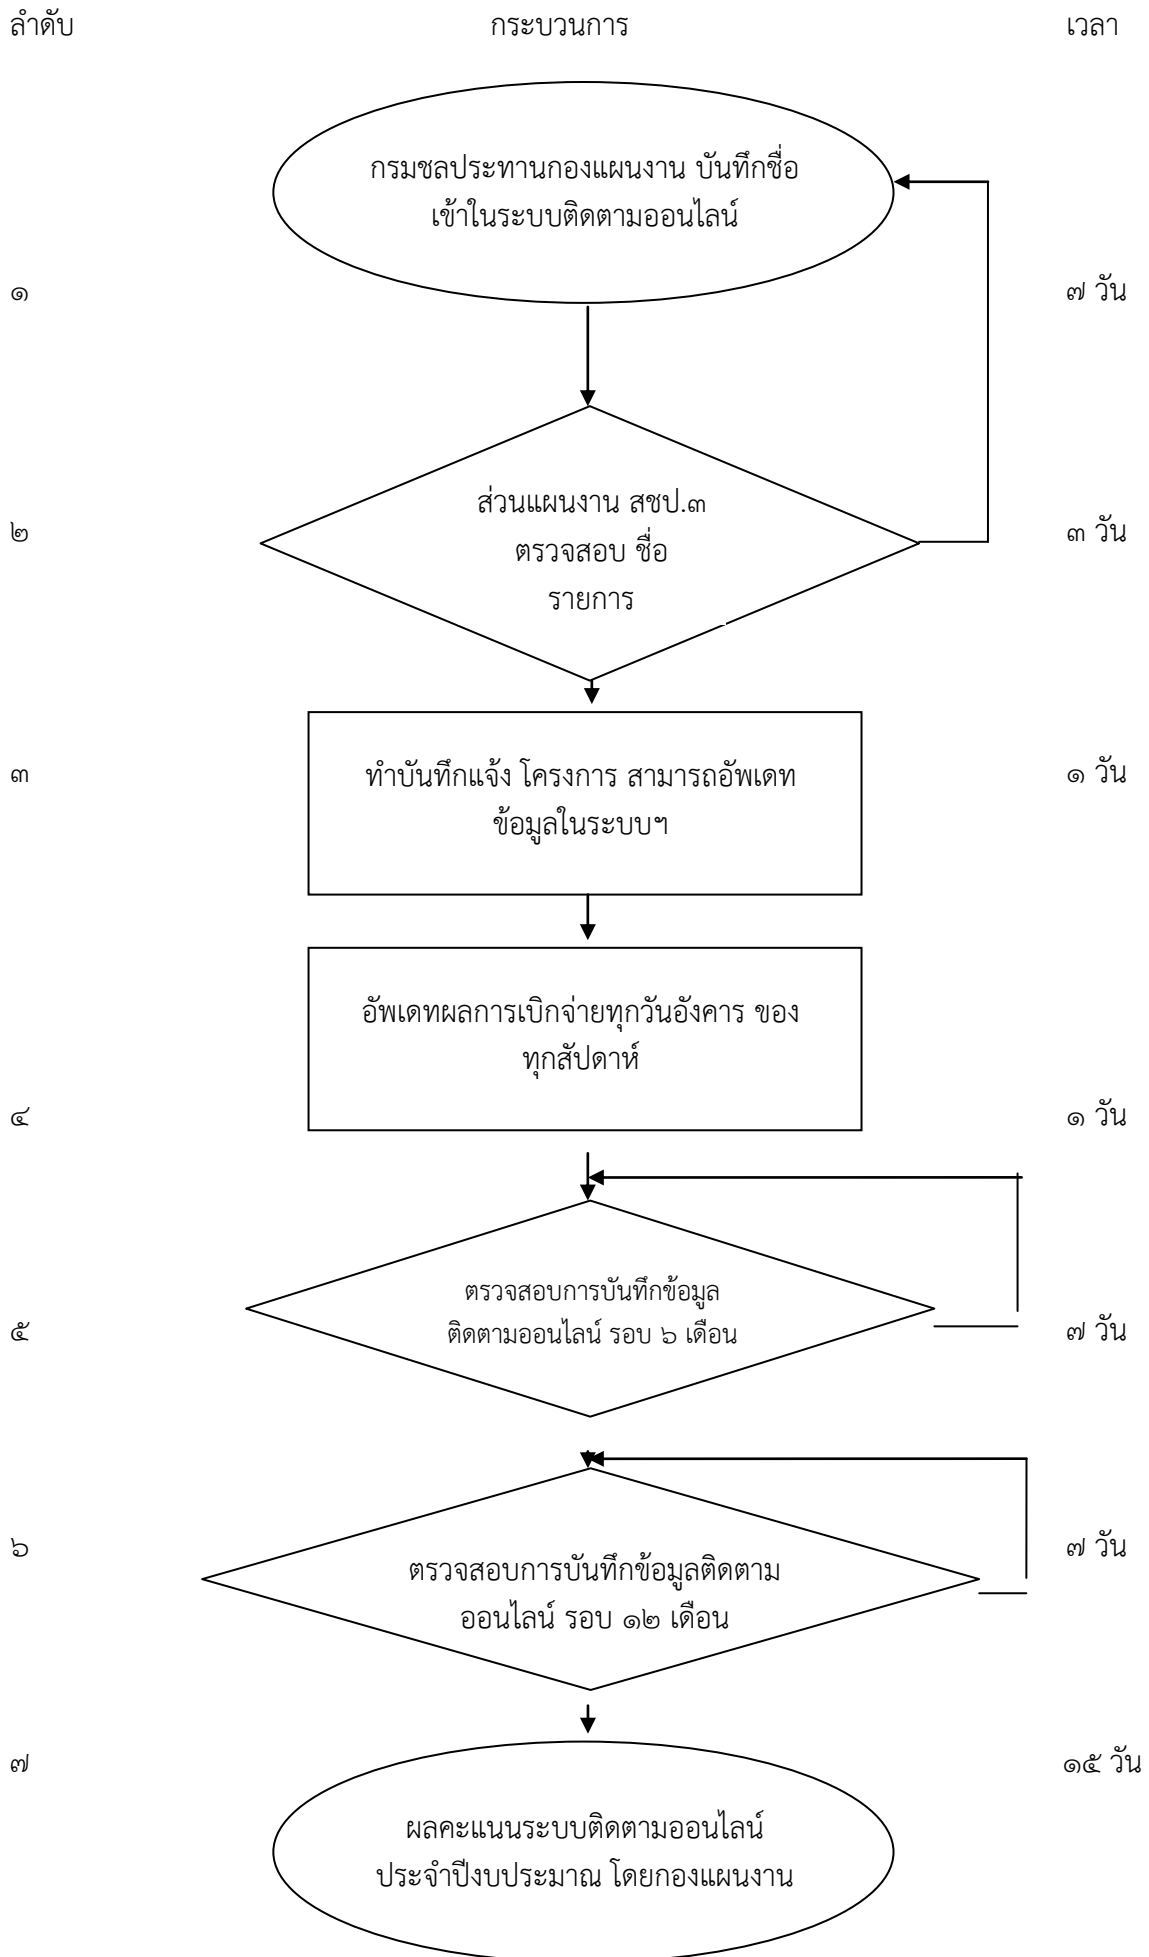 ลำดับ กระบวนการ เวลา
กรมชลประทานกองแผนงาน บันทึกชื่อ
เข้าในระบบติดตามออนไลน์
๑ ๗ วัน
ส่วนแผนงาน สชป.๓
๒ ๓ วัน
ตรวจสอบ ชื่อ
รายการ
๓ ทำบันทึกแจ้ง โครงการ สามารถอัพเดท ๑ วัน
ข้อมูลในระบบฯ
อัพเดทผลการเบิกจ่ายทุกวันอังคาร ของ
ทุกสัปดาห์
๔ ๑ วัน
ตรวจสอบการบันทึกข้อมูล
๕ ติดตามออนไลน์ รอบ ๖ เดือน ๗ วัน
๖ ๗ วัน
ตรวจสอบการบันทึกข้อมูลติดตาม
ออนไลน์ รอบ ๑๒ เดือน
๗ ๑๕ วัน
ผลคะแนนระบบติดตามออนไลน์
ประจำปีงบประมาณ โดยกองแผนงาน